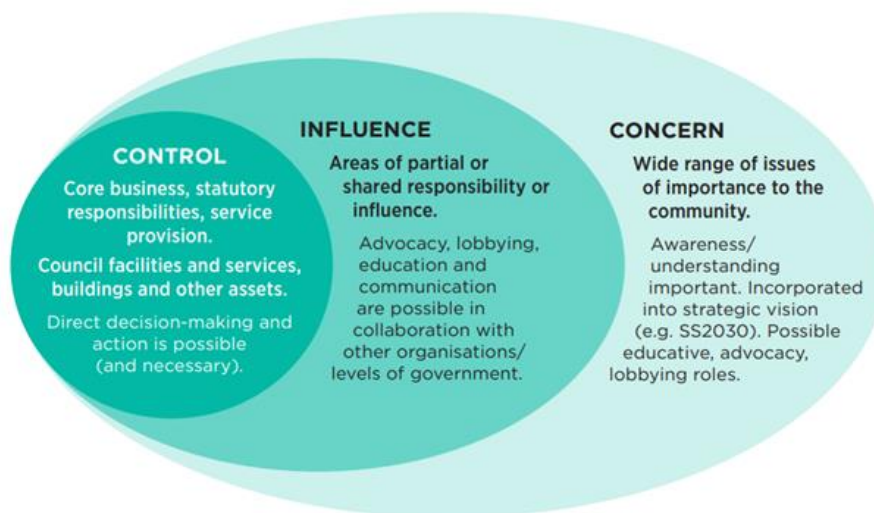 CONTROL
Core business, statutory
responsibilities, service
provision.
Council facilities and services,
buildings and other assets.
Direct decision-making and
action is possible
(and necessary).
INFLUENCE
Areas of partial or
shared responsibility or
influence.
Advocacy, lobbying,
education and
communication
are possible in
collaboration with
other organisations/
levels of government.
CONCERN
Wide range of issues
of importance to the
community.
Awareness/
understanding
important. Incorporated
into strategic vision
(e.g. SS2030). Possible
educative, advocacy,
lobbying roles.